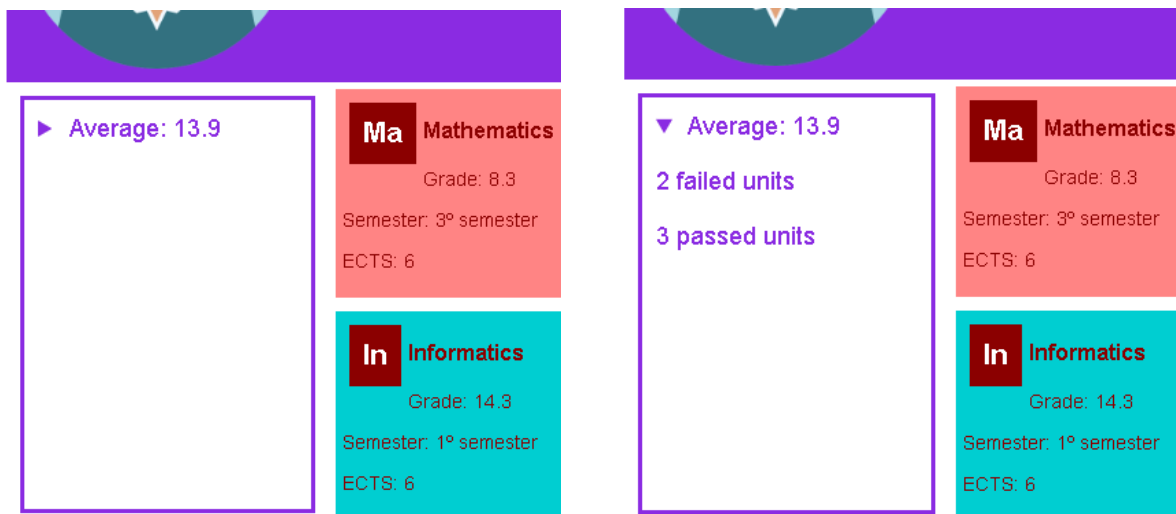 Average: 13.9
Ma Mathematics
Grade: 8.3
Semester: 3º semester
ECTS: 6
In Informatics
Grade: 14.3
Semester: 1º semester
ECTS: 6
Average: 13.9
2 failed units
3 passed units
Ma Mathematics
Grade: 8.3
Semester: 3º semester
ECTS: 6
In Informatics
Grade: 14.3
Semester: 1º semester
ECTS: 6